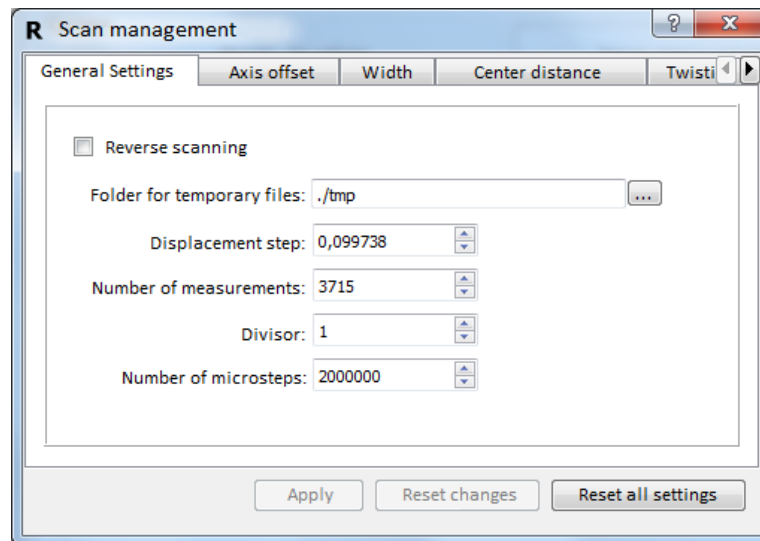 R Scan management ?
General Settings Axis offset Width Center distance Twisti
Reverse scanning
Folder for temporary files: ./tmp ...
Displacement step: 0,099738
Number of measurements: 3715
Divisor: 1
Number of microsteps: 2000000
Apply Reset changes Reset all settings